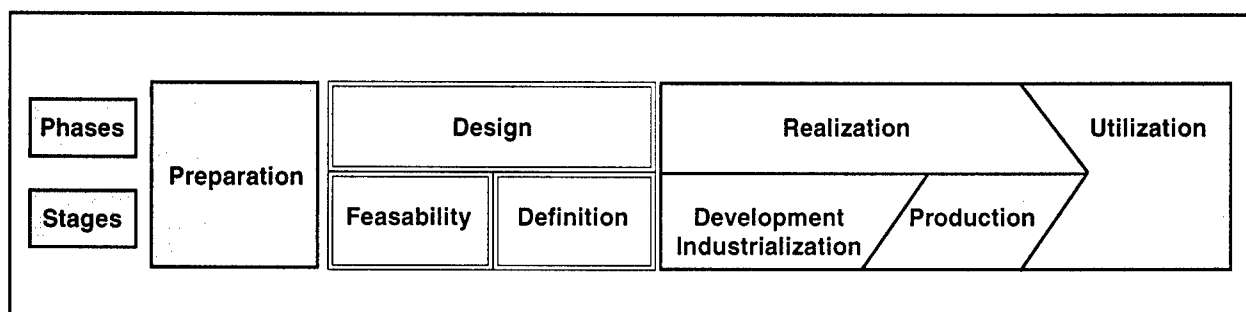 Phases
Design
Realization
Utilization
Preparation
Stages
Feasability
Definition
Development
Industrialization
Production